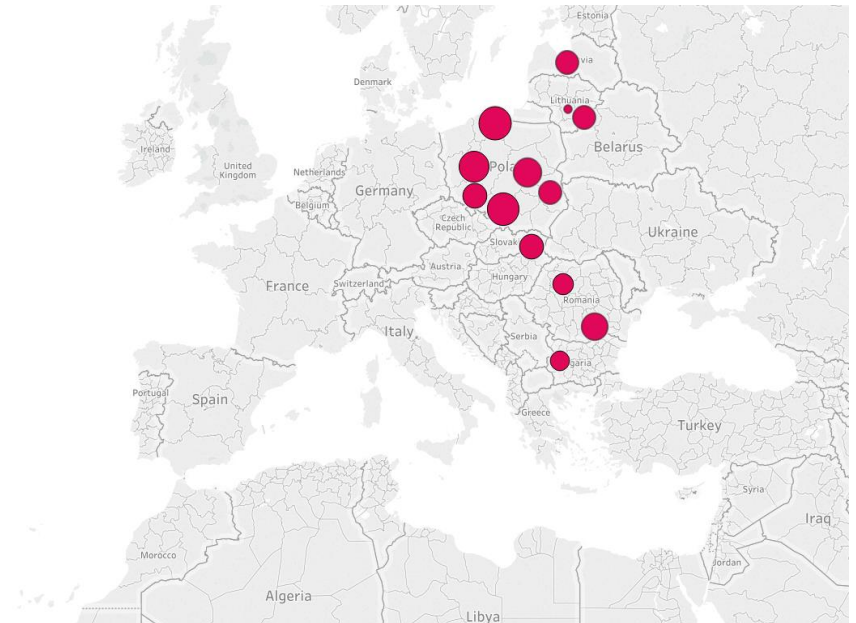 Estonia
via
Denmark
Lithuania
Ireland
United
Kingdom
Netherlands
Pola
Belarus
Germany
Belgium
Czech
Republic
Ukraine
Slovak
Austria
France
Switzerland
Hungary
Romania
Italy
Serbia
garia
Portugal
Spain
Greece
Turkey
Syria
Iraq
Morocco
Jordan
Algeria
Libya